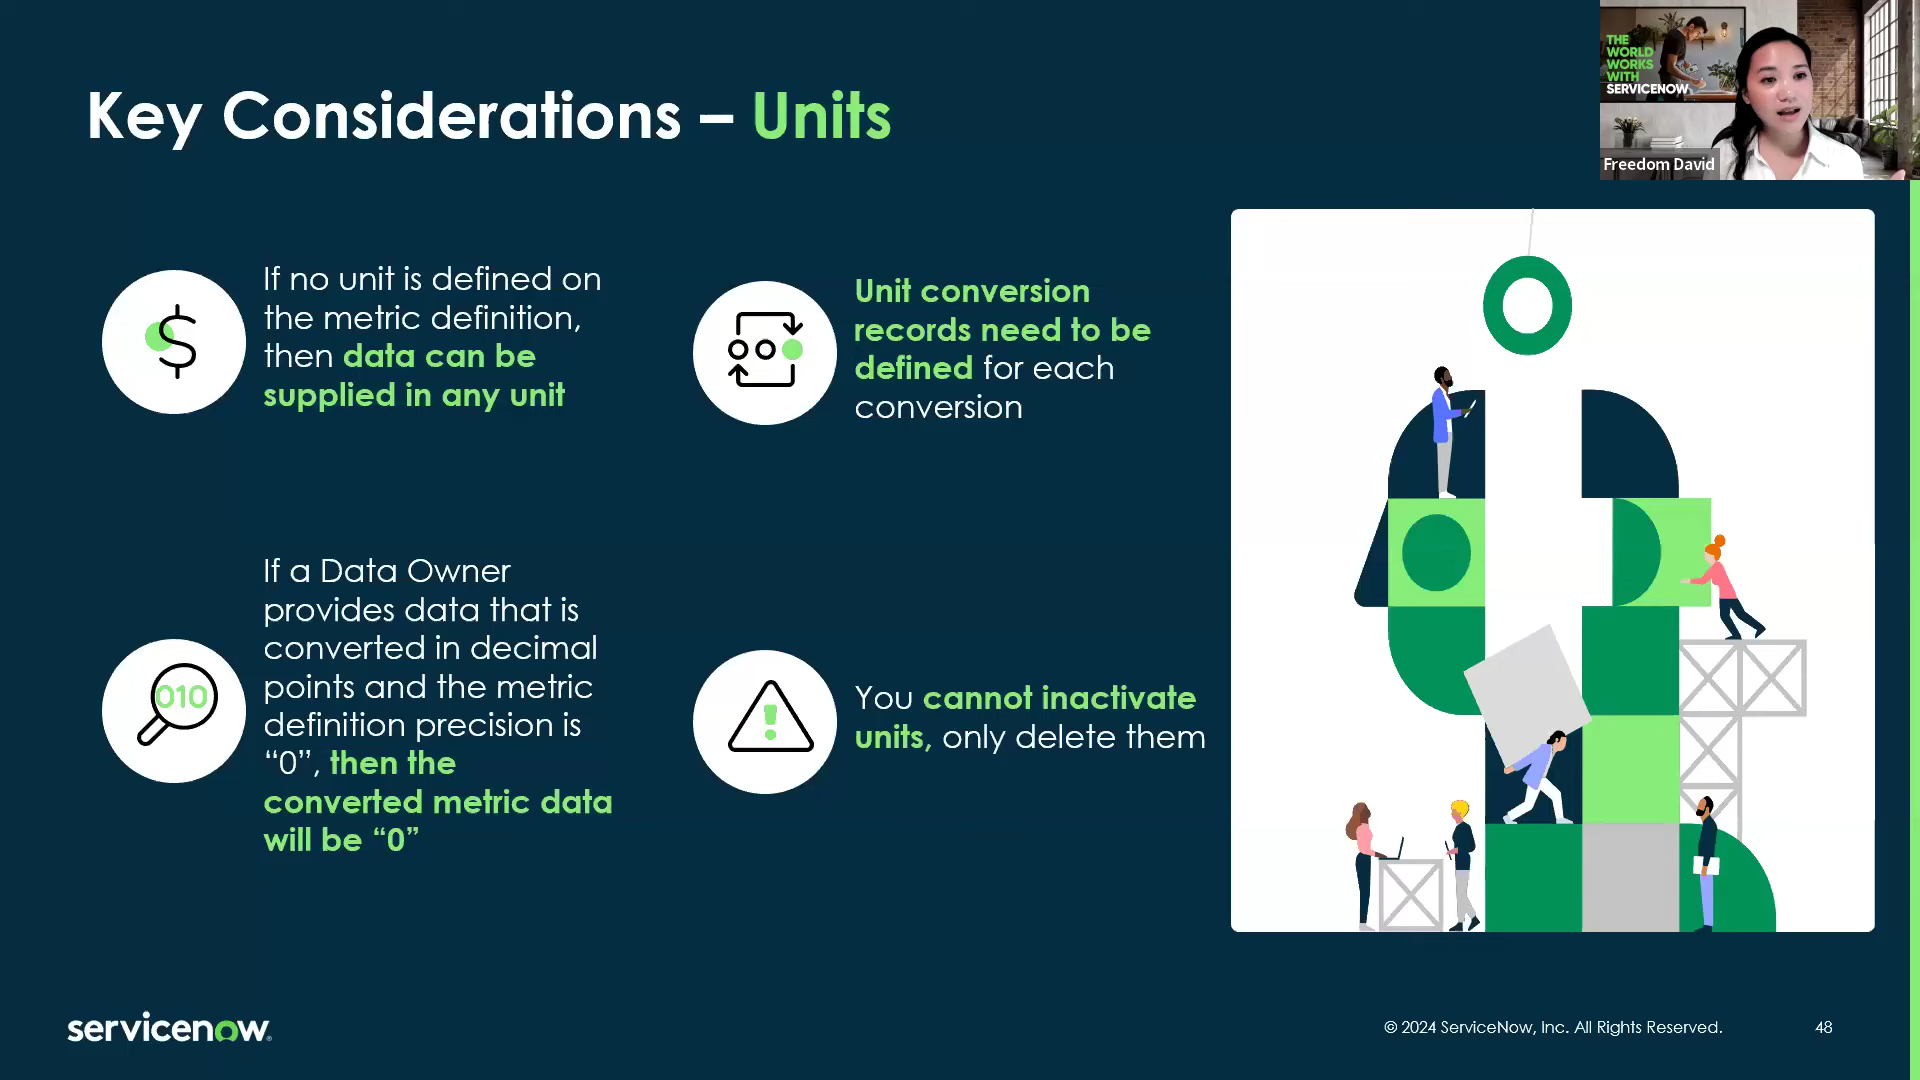 Key Considerations – Units
THE
WORLD
WORKS
WITH
SERVICENOW
Freedom David
If no unit is defined on
the metric definition,
then data can be
supplied in any unit
Unit conversion
records need to be
defined for each
conversion
If a Data Owner
provides data that is
converted in decimal
points and the metric
definition precision is
“0”, then the
converted metric data
will be “0”
010
You cannot inactivate
units, only delete them
servicenow
© 2024 ServiceNow, Inc. All Rights Reserved.
48